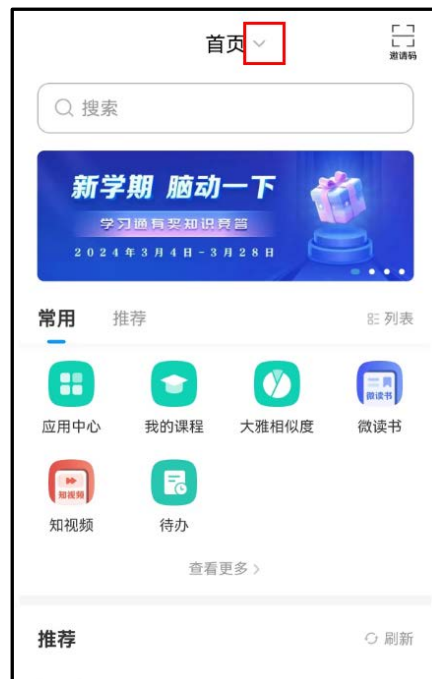 首页
邀请码
搜索
新学期 脑动一下
学习通有奖知识竞答
2024年3月4日-3月28日
常用 推荐 列表
应用中心 我的课程 大雅相似度 微读书
微读书
知视频
知视频 待办
查看更多
推荐 刷新